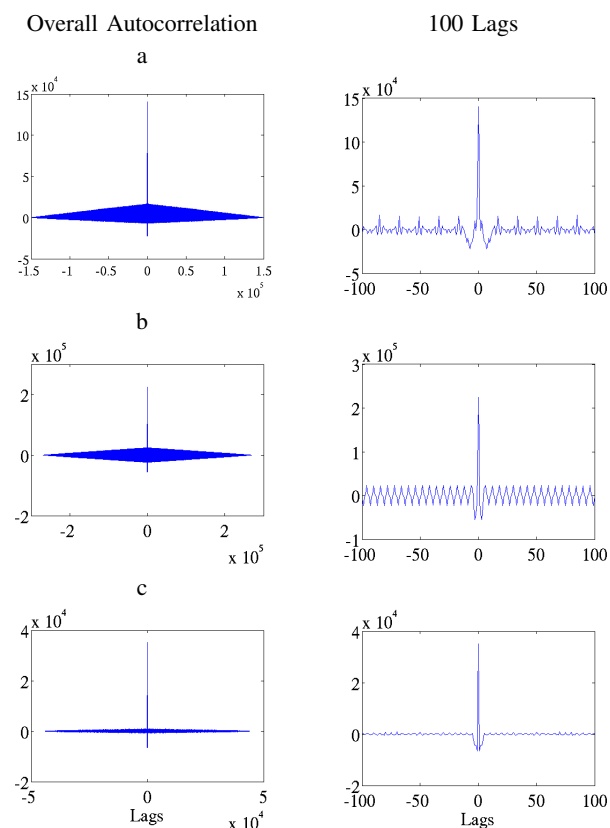 Overall Autocorrelation 100 Lags
a
x 10^4 x 10^4
15 15
10 10
5 5
0 0
-5 -5
-1.5 -1 -0.5 0 0.5 1 1.5 -100 -50 0 50 100
x 10^5
b
x 10^5 x 10^5
3
2 2
1
0 0
-2 -1
-2 0 2 -100 -50 0 50 100
x 10^5
c
x 10^4 x 10^4
4 4
2 2
0 0
-2 -2
-5 0 5 -100 -50 0 50 100
Lags Lags
x 10^4